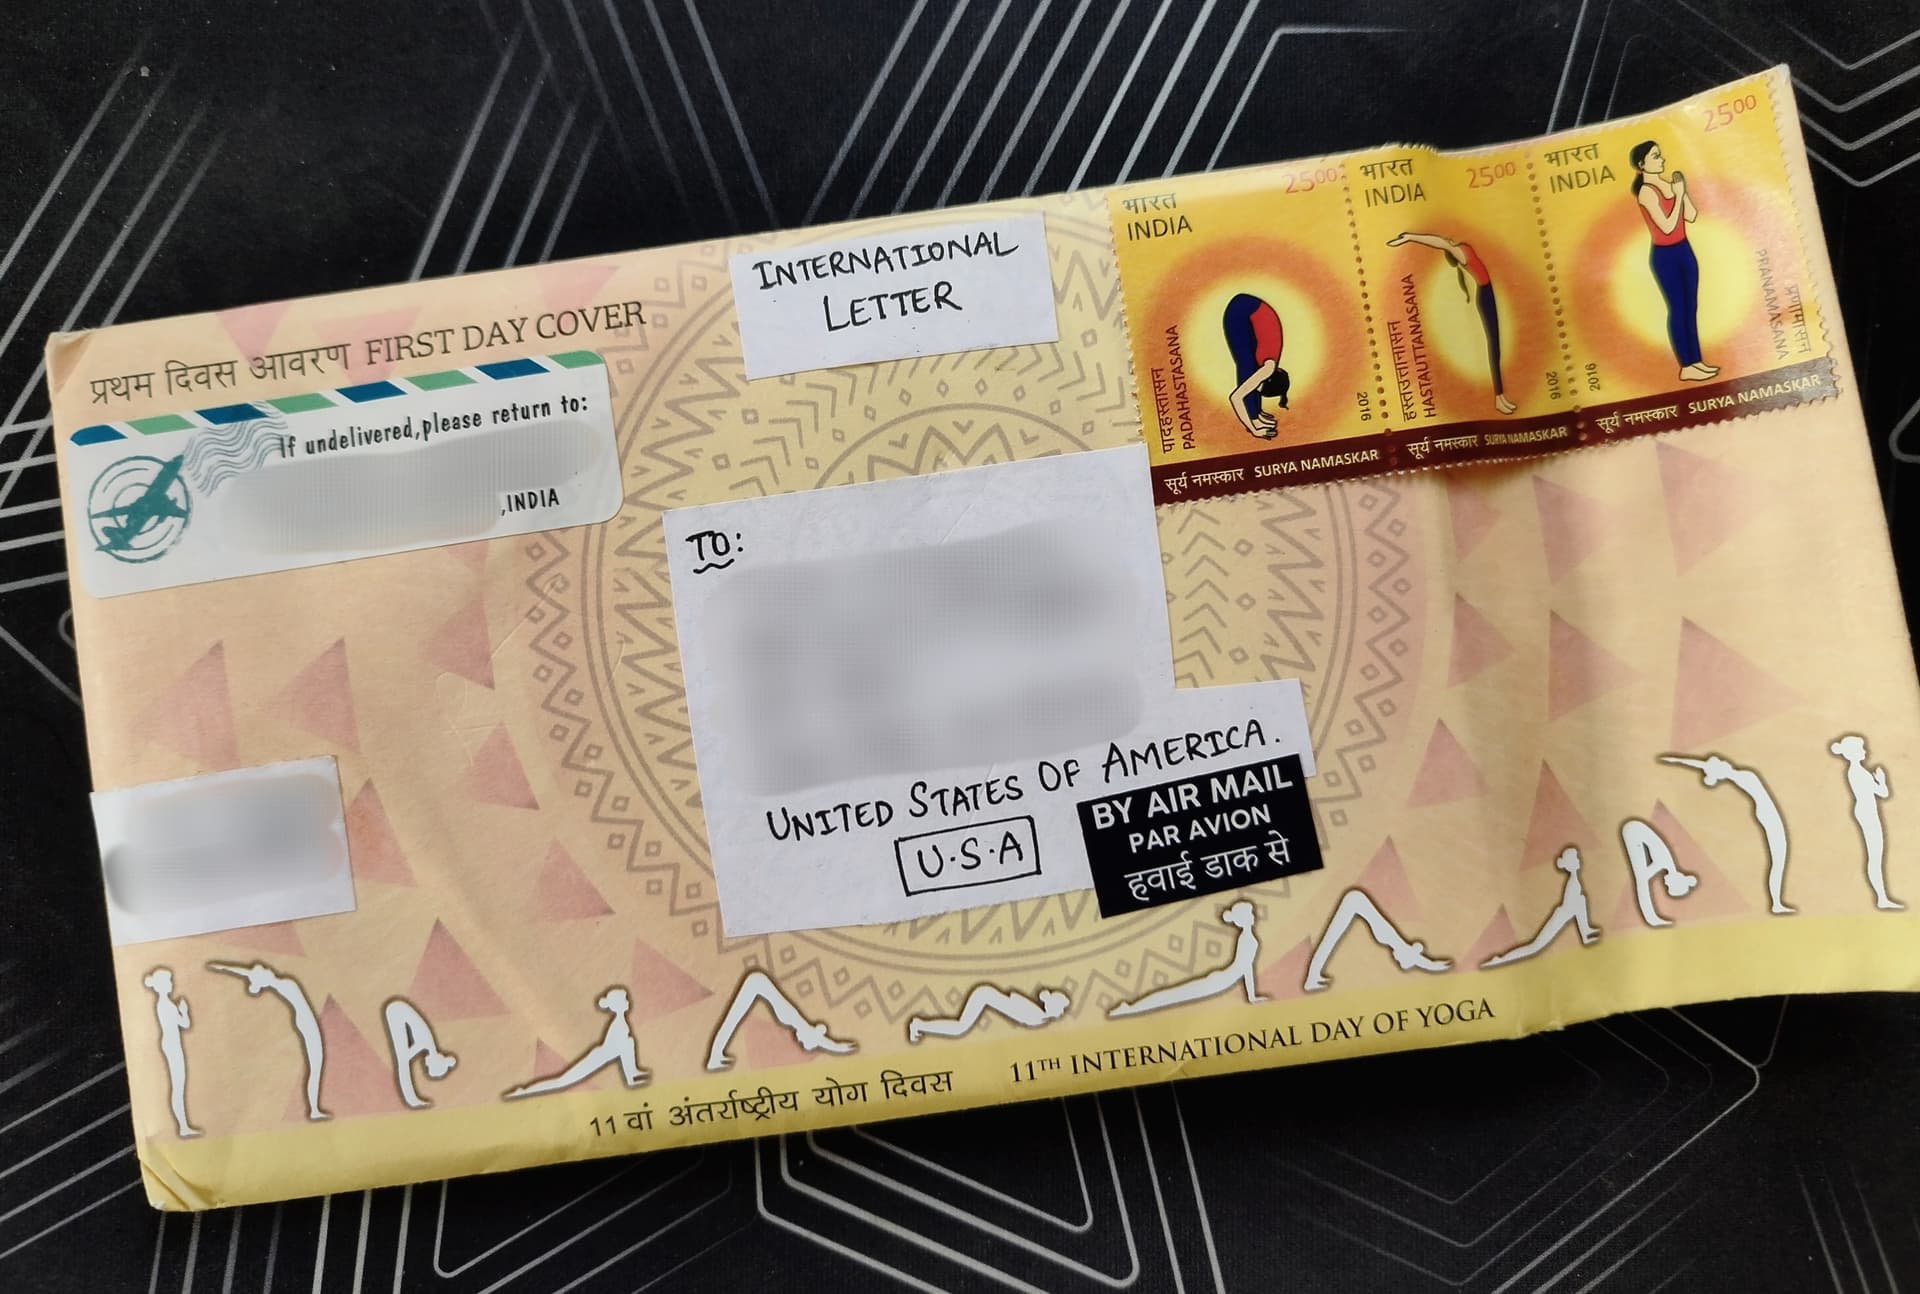 प्रथम दिवस आवरण FIRST DAY COVER
If undelivered,please return to:
,INDIA
INTERNATIONAL
LETTER
भारत
INDIA
2500
पादहस्तासन
PADAHASTASANA
2016
सूर्य नमस्कार SURYA NAMASKAR
भारत
INDIA
2500
हस्तउत्तानासन
HASTAUTTANASANA
2016
सूर्य नमस्कार SURYA NAMASKAR
भारत
INDIA
2500
प्रणामासन
PRANAMASANA
2016
सूर्य नमस्कार SURYA NAMASKAR
TO:
UNITED STATES OF AMERICA.
U.S.A
BY AIR MAIL
PAR AVION
हवाई डाक से
11 वां अंतर्राष्ट्रीय योग दिवस 11TH INTERNATIONAL DAY OF YOGA